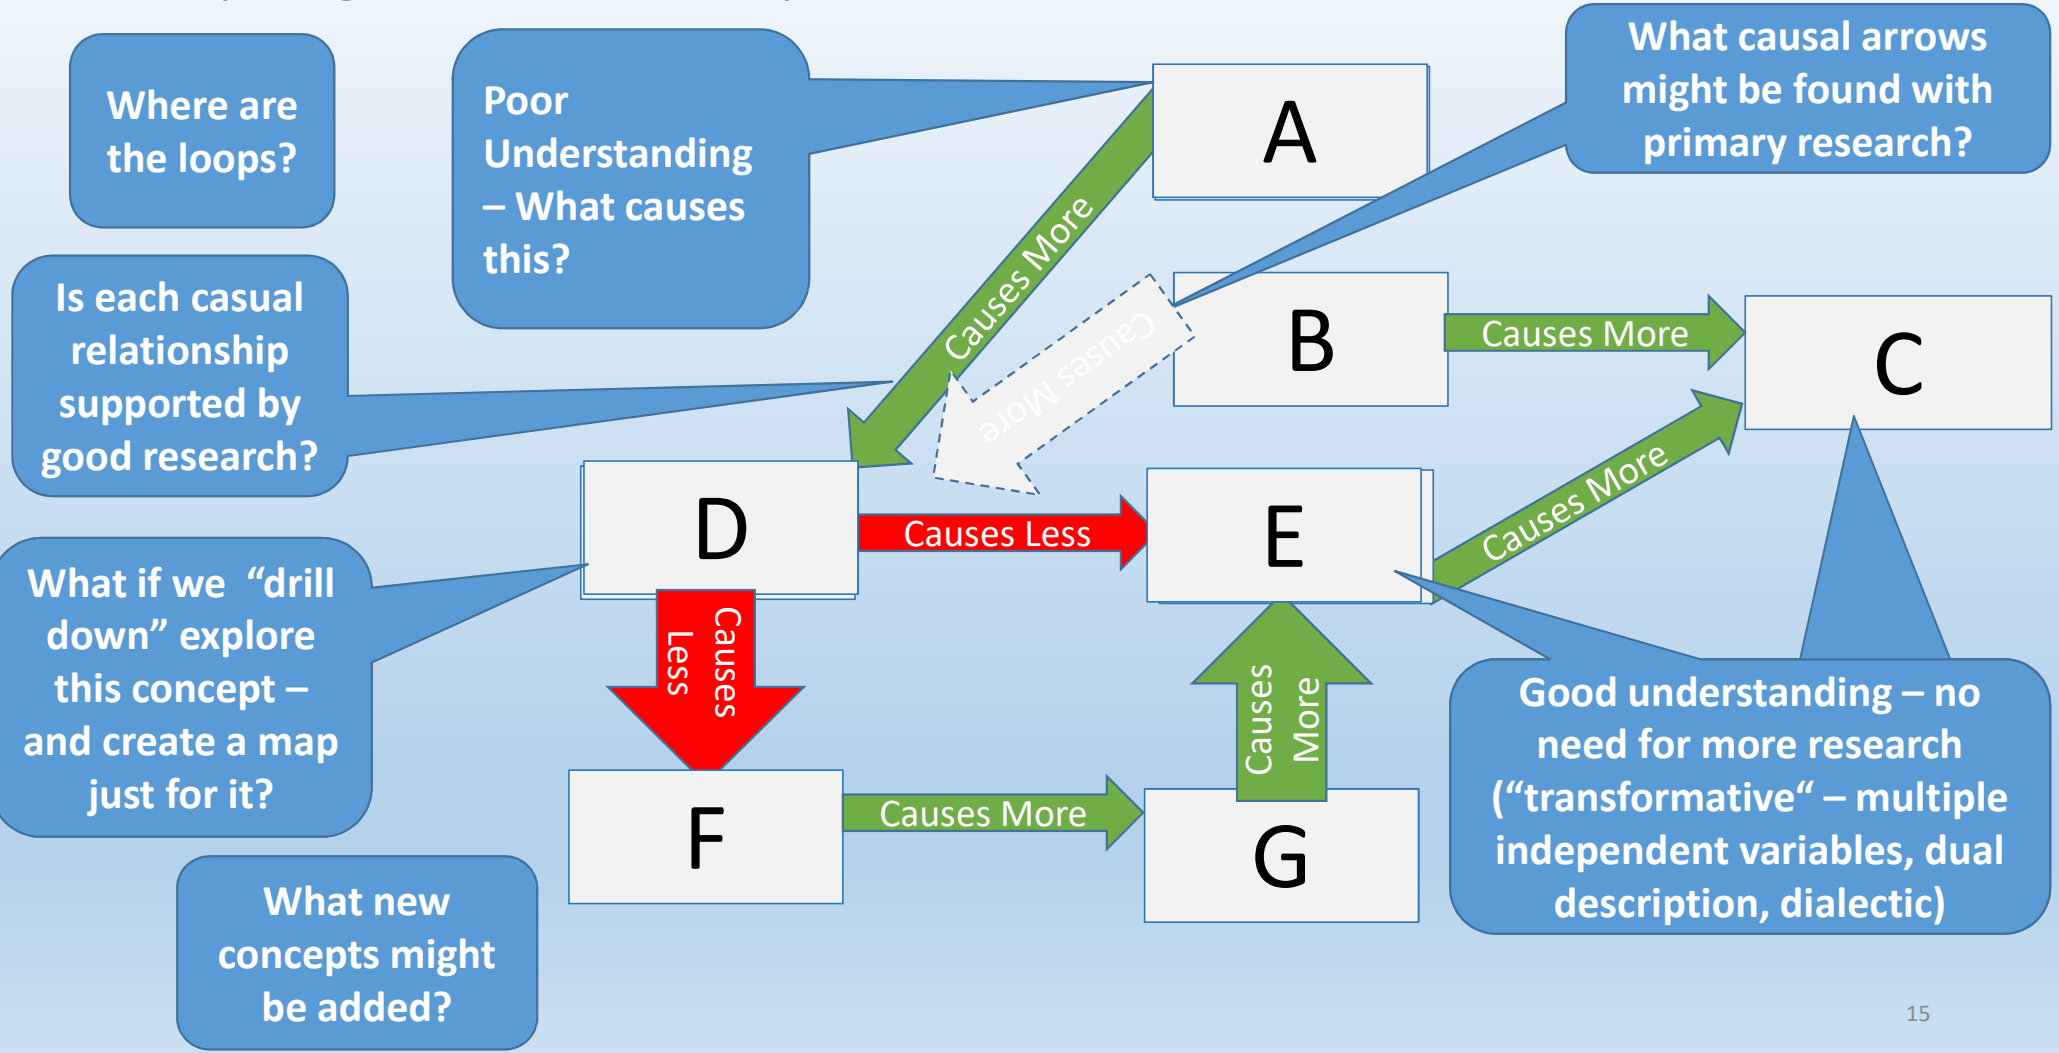 Where are
the loops?
Poor
Understanding
– What causes
this?
What causal arrows
might be found with
primary research?
A
Causes More
Is each casual
relationship
supported by
good research?
Causes More
B
Causes More
C
D
Causes Less
E
Causes More
What if we “drill
down” explore
this concept –
and create a map
just for it?
Causes
Less
Causes
More
Good understanding – no
need for more research
(“transformative“ – multiple
independent variables, dual
description, dialectic)
F
Causes More
G
What new
concepts might
be added?
15